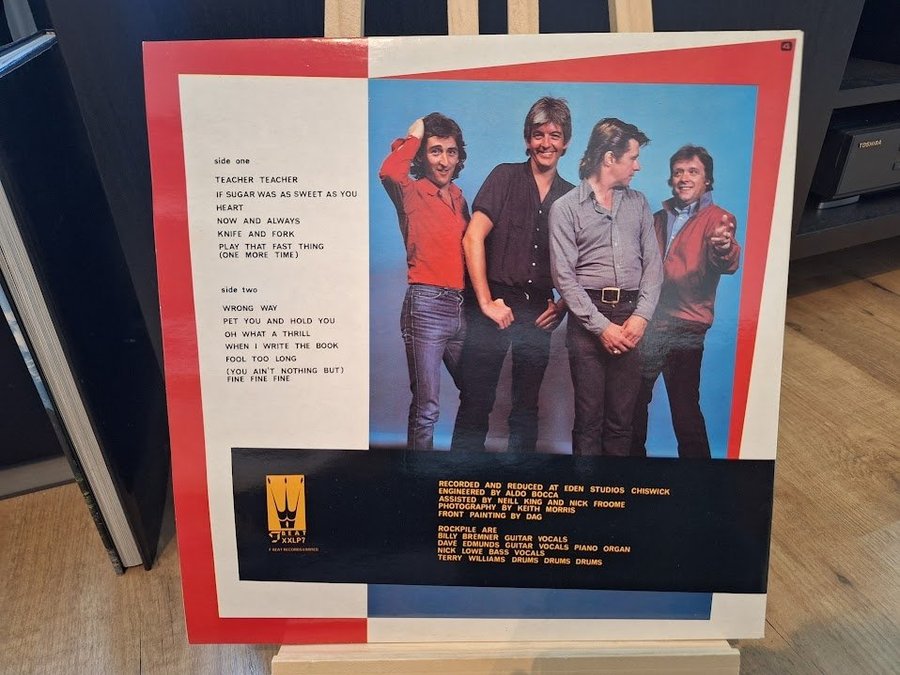 side one
TEACHER TEACHER
IF SUGAR WAS AS SWEET AS YOU
HEART
NOW AND ALWAYS
KNIFE AND FORK
PLAY THAT FAST THING
(ONE MORE TIME)
side two
WRONG WAY
PET YOU AND HOLD YOU
OH WHAT A THRILL
WHEN I WRITE THE BOOK
FOOL TOO LONG
(YOU AIN'T NOTHING BUT)
FINE FINE FINE
F BEAT
XXLP7
F BEAT RECORDS
RECORDED AND REDUCED AT EDEN STUDIOS CHISWICK
ENGINEERED BY ALDO BOCCA
ASSISTED BY NEILL KING AND NICK FROOME
PHOTOGRAPHY BY KEITH MORRIS
FRONT PAINTING BY DAG
ROCKPILE ARE
BILLY BREMNER GUITAR VOCALS
DAVE EDMUNDS GUITAR VOCALS PIANO ORGAN
NICK LOWE BASS VOCALS
TERRY WILLIAMS DRUMS DRUMS DRUMS
TOSHIBA